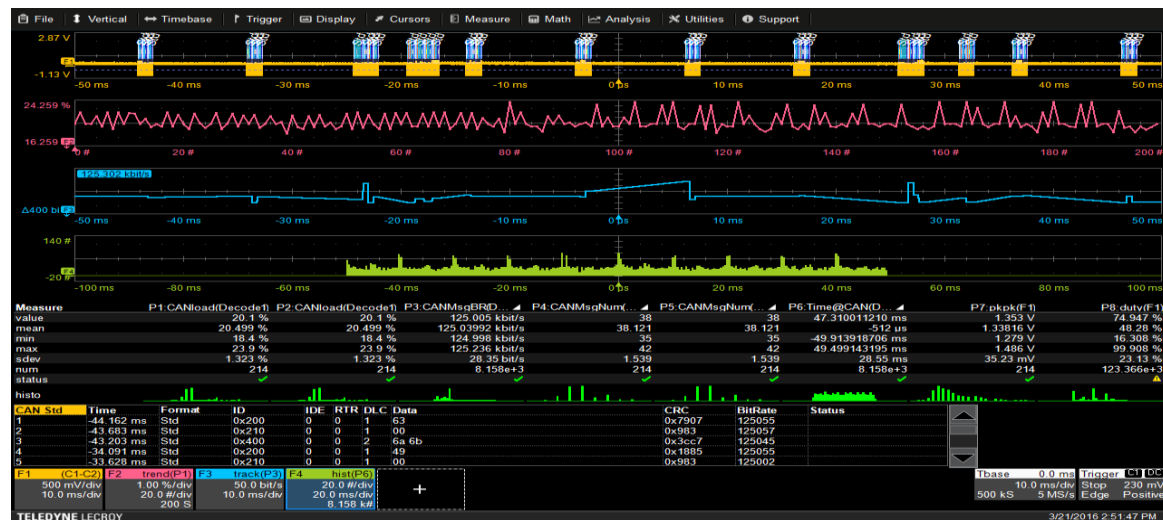 File Vertical Timebase Trigger Display Cursors Measure Math Analysis Utilities Support
2.87 V
F1
-1.13 V
-50 ms -40 ms -30 ms -20 ms -10 ms 0 ps 10 ms 20 ms 30 ms 40 ms 50 ms
24.259 %
16.259 F2
0 # 20 # 40 # 60 # 80 # 100 # 120 # 140 # 160 # 180 # 200 #
125.302 kbit/s
Δ400 bi F3
-50 ms -40 ms -30 ms -20 ms -10 ms 0 ps 10 ms 20 ms 30 ms 40 ms 50 ms
140 #
F4
-20 #
-100 ms -80 ms -60 ms -40 ms -20 ms 0 ps 20 ms 40 ms 60 ms 80 ms 100 ms
Measure P1:CANload(Decode1) P2:CANload(Decode1) P3:CANMsgBR(D... P4:CANMsgNum(... P5:CANMsgNum(... P6:Time@CAN(D... P7:pkpk(F1) P8:duty(F1)
value 20.1 % 20.1 % 125.005 kbit/s 38 38 47.310011210 ms 1.353 V 74.947 %
mean 20.499 % 20.499 % 125.03992 kbit/s 38.121 38.121 -512 µs 1.33816 V 48.28 %
min 18.4 % 18.4 % 124.998 kbit/s 35 35 -49.913918706 ms 1.279 V 16.308 %
max 23.9 % 23.9 % 125.236 kbit/s 42 42 49.499143195 ms 1.486 V 99.908 %
sdev 1.323 % 1.323 % 28.35 bit/s 1.539 1.539 28.55 ms 35.23 mV 23.13 %
num 214 214 8.158e+3 214 214 8.158e+3 214 123.366e+3
status
histo
CAN Std Time Format ID IDE RTR DLC Data CRC BitRate Status
1 -44.162 ms Std 0x200 0 0 1 63 0x7907 125055
2 -43.683 ms Std 0x210 0 0 1 00 0x983 125057
3 -43.203 ms Std 0x400 0 0 2 6a 6b 0x3cc7 125045
4 -34.091 ms Std 0x200 0 0 1 49 0x1885 125055
5 -33.628 ms Std 0x210 0 0 1 00 0x983 125002
F1 (C1-C2) F2 trend(P1) F3 track(P3) F4 hist(P6)
500 mV/div 1.00 %/div 50.0 bit/s 20.0 #/div
10.0 ms/div 20.0 #/div 10.0 ms/div 20.0 ms/div
200 S 8.158 k#
+
Tbase 0.0 ms Trigger C1 DC
10.0 ms/div Stop 230 mV
500 kS 5 MS/s Edge Positive
TELEDYNE LECROY 3/21/2016 2:51:47 PM